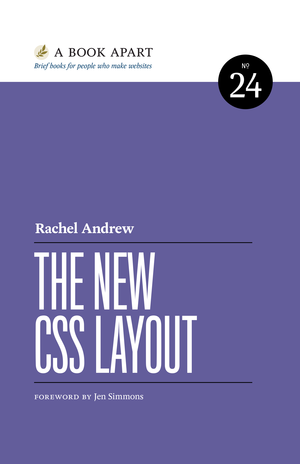 A BOOK APART
Brief books for people who make websites
Nº
24
Rachel Andrew
THE NEW
CSS LAYOUT
FOREWORD BY Jen Simmons